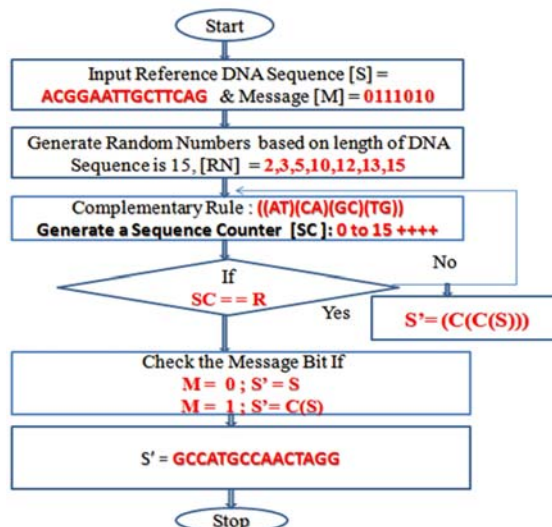 Start
Input Reference DNA Sequence [S] =
ACGGAATTGCTTCAG & Message [M] = 0111010
Generate Random Numbers based on length of DNA
Sequence is 15, [RN] = 2,3,5,10,12,13,15
Complementary Rule : ((AT)(CA)(GC)(TG))
Generate a Sequence Counter [SC]: 0 to 15 ++++
If
SC == R
No
Yes
S’= (C(C(S)))
Check the Message Bit If
M = 0 ; S’ = S
M = 1 ; S’= C(S)
S’ = GCCATGCCAACTAGG
Stop